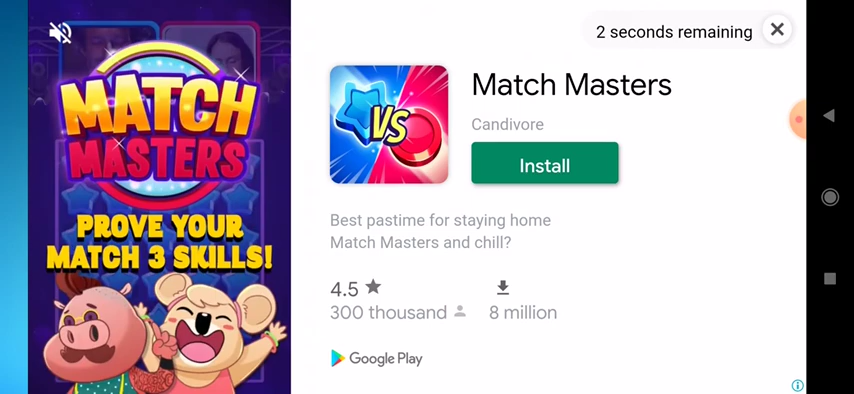 2 seconds remaining
MATCH
MASTERS
PROVE YOUR
MATCH 3 SKILLS!
VS
Match Masters
Candivore
Install
Best pastime for staying home
Match Masters and chill?
4.5
300 thousand
8 million
Google Play